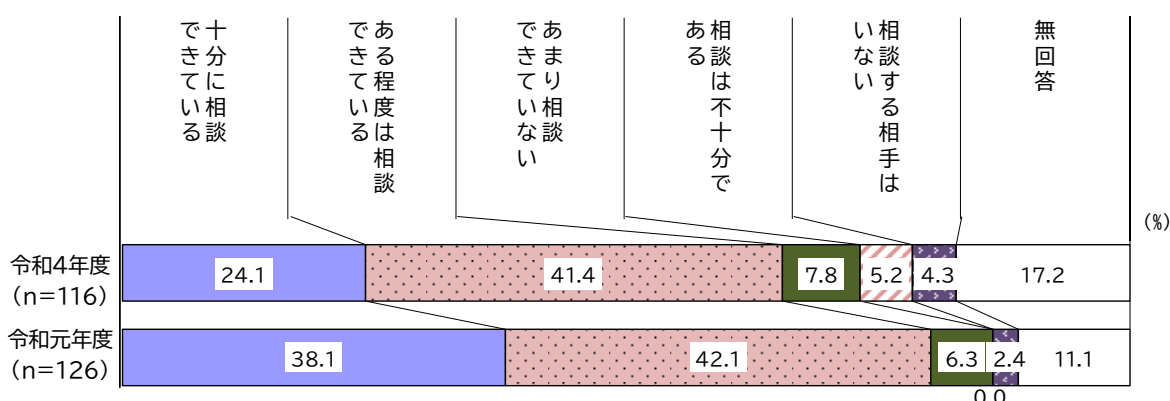 十分に相談
できている
ある程度は相談
できている
あまり相談
できていない
相談は不十分で
ある
相談する相手は
いない
無回答
(%)
令和4年度
(n=116)
24.1
41.4
7.8
5.2
4.3
17.2
令和元年度
(n=126)
38.1
42.1
6.3
2.4
11.1
0.0